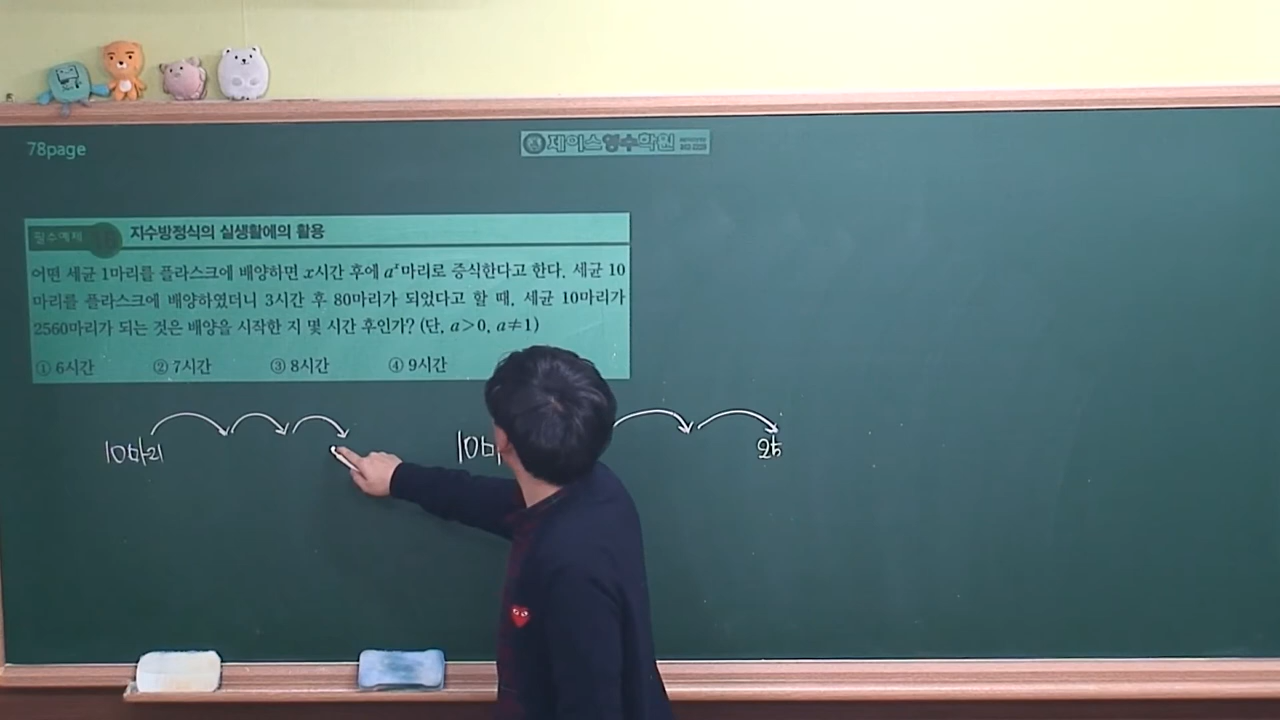 78page
제이스영수학원
필수예제
지수방정식의 실생활에의 활용
어떤 세균 1마리를 플라스크에 배양하면 x시간 후에 aˣ마리로 증식한다고 한다. 세균 10
마리를 플라스크에 배양하였더니 3시간 후 80마리가 되었다고 할 때, 세균 10마리가
2560마리가 되는 것은 배양을 시작한 지 몇 시간 후인가? (단, a>0, a≠1)
① 6시간 ② 7시간 ③ 8시간 ④ 9시간
10마리 10마